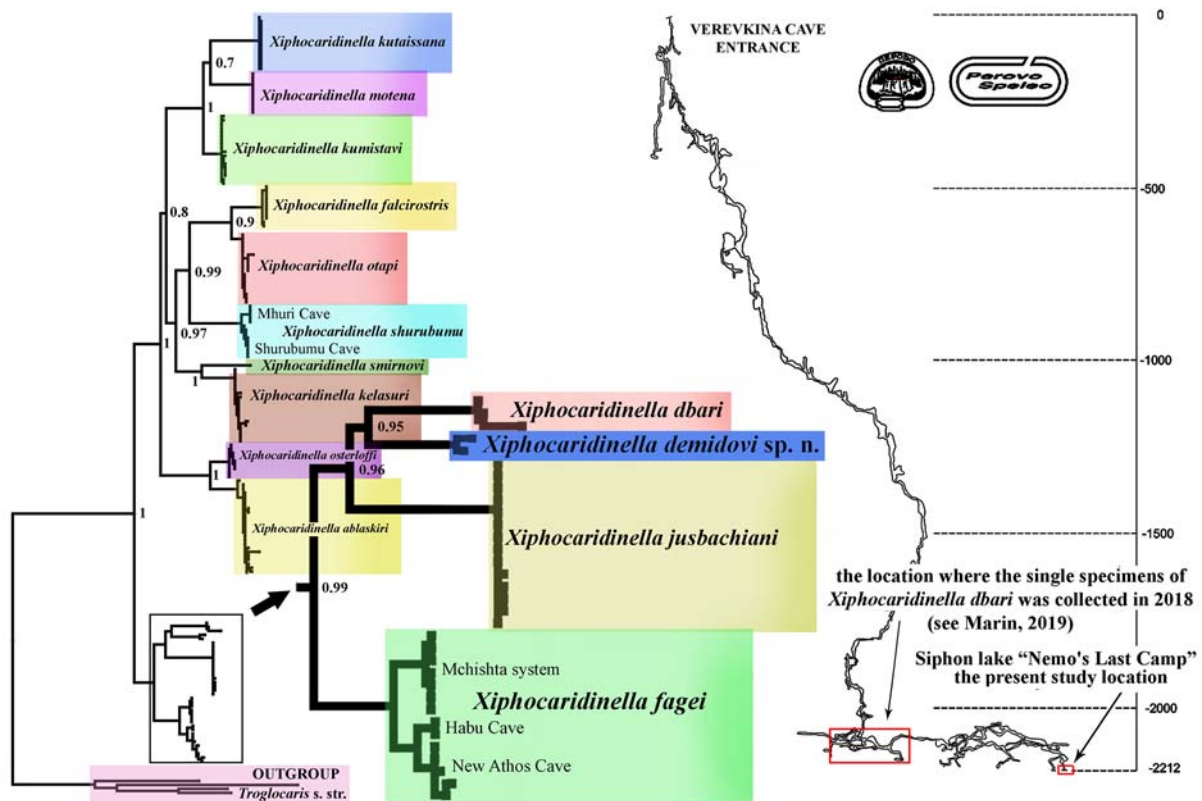 Xiphocaridinella kutaissana
0.7
Xiphocaridinella motena
1
Xiphocaridinella kumistavi
0.8
Xiphocaridinella falcirostris
0.9
Xiphocaridinella otapi
0.99
Mhuri Cave
Xiphocaridinella shurubumu
0.97
Shurubumu Cave
1
Xiphocaridinella smirnovi
1
Xiphocaridinella kelasuri
Xiphocaridinella dbari
0.95
Xiphocaridinella demidovi sp. n.
Xiphocaridinella osterloffi
0.96
1
1
Xiphocaridinella ablaskiri
Xiphocaridinella jusbachiani
0.99
Mchishta system
Xiphocaridinella fagei
Habu Cave
New Athos Cave
OUTGROUP
Troglocaris s. str.
VEREVKINA CAVE
ENTRANCE
Perovo
Speleo
0
-500
-1000
-1500
the location where the single specimens of
Xiphocaridinella dbari was collected in 2018
(see Marin, 2019)
Siphon lake “Nemo's Last Camp”
the present study location
-2000
-2212